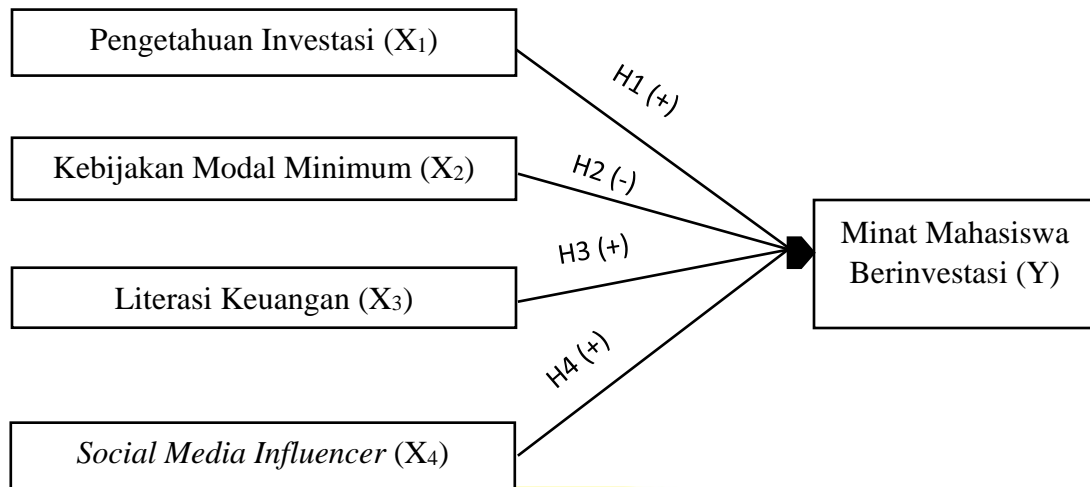 Pengetahuan Investasi (X₁)
H1 (+)
Kebijakan Modal Minimum (X₂)
H2 (-)
Minat Mahasiswa
Berinvestasi (Y)
H3 (+)
Literasi Keuangan (X₃)
H4 (+)
Social Media Influencer (X₄)